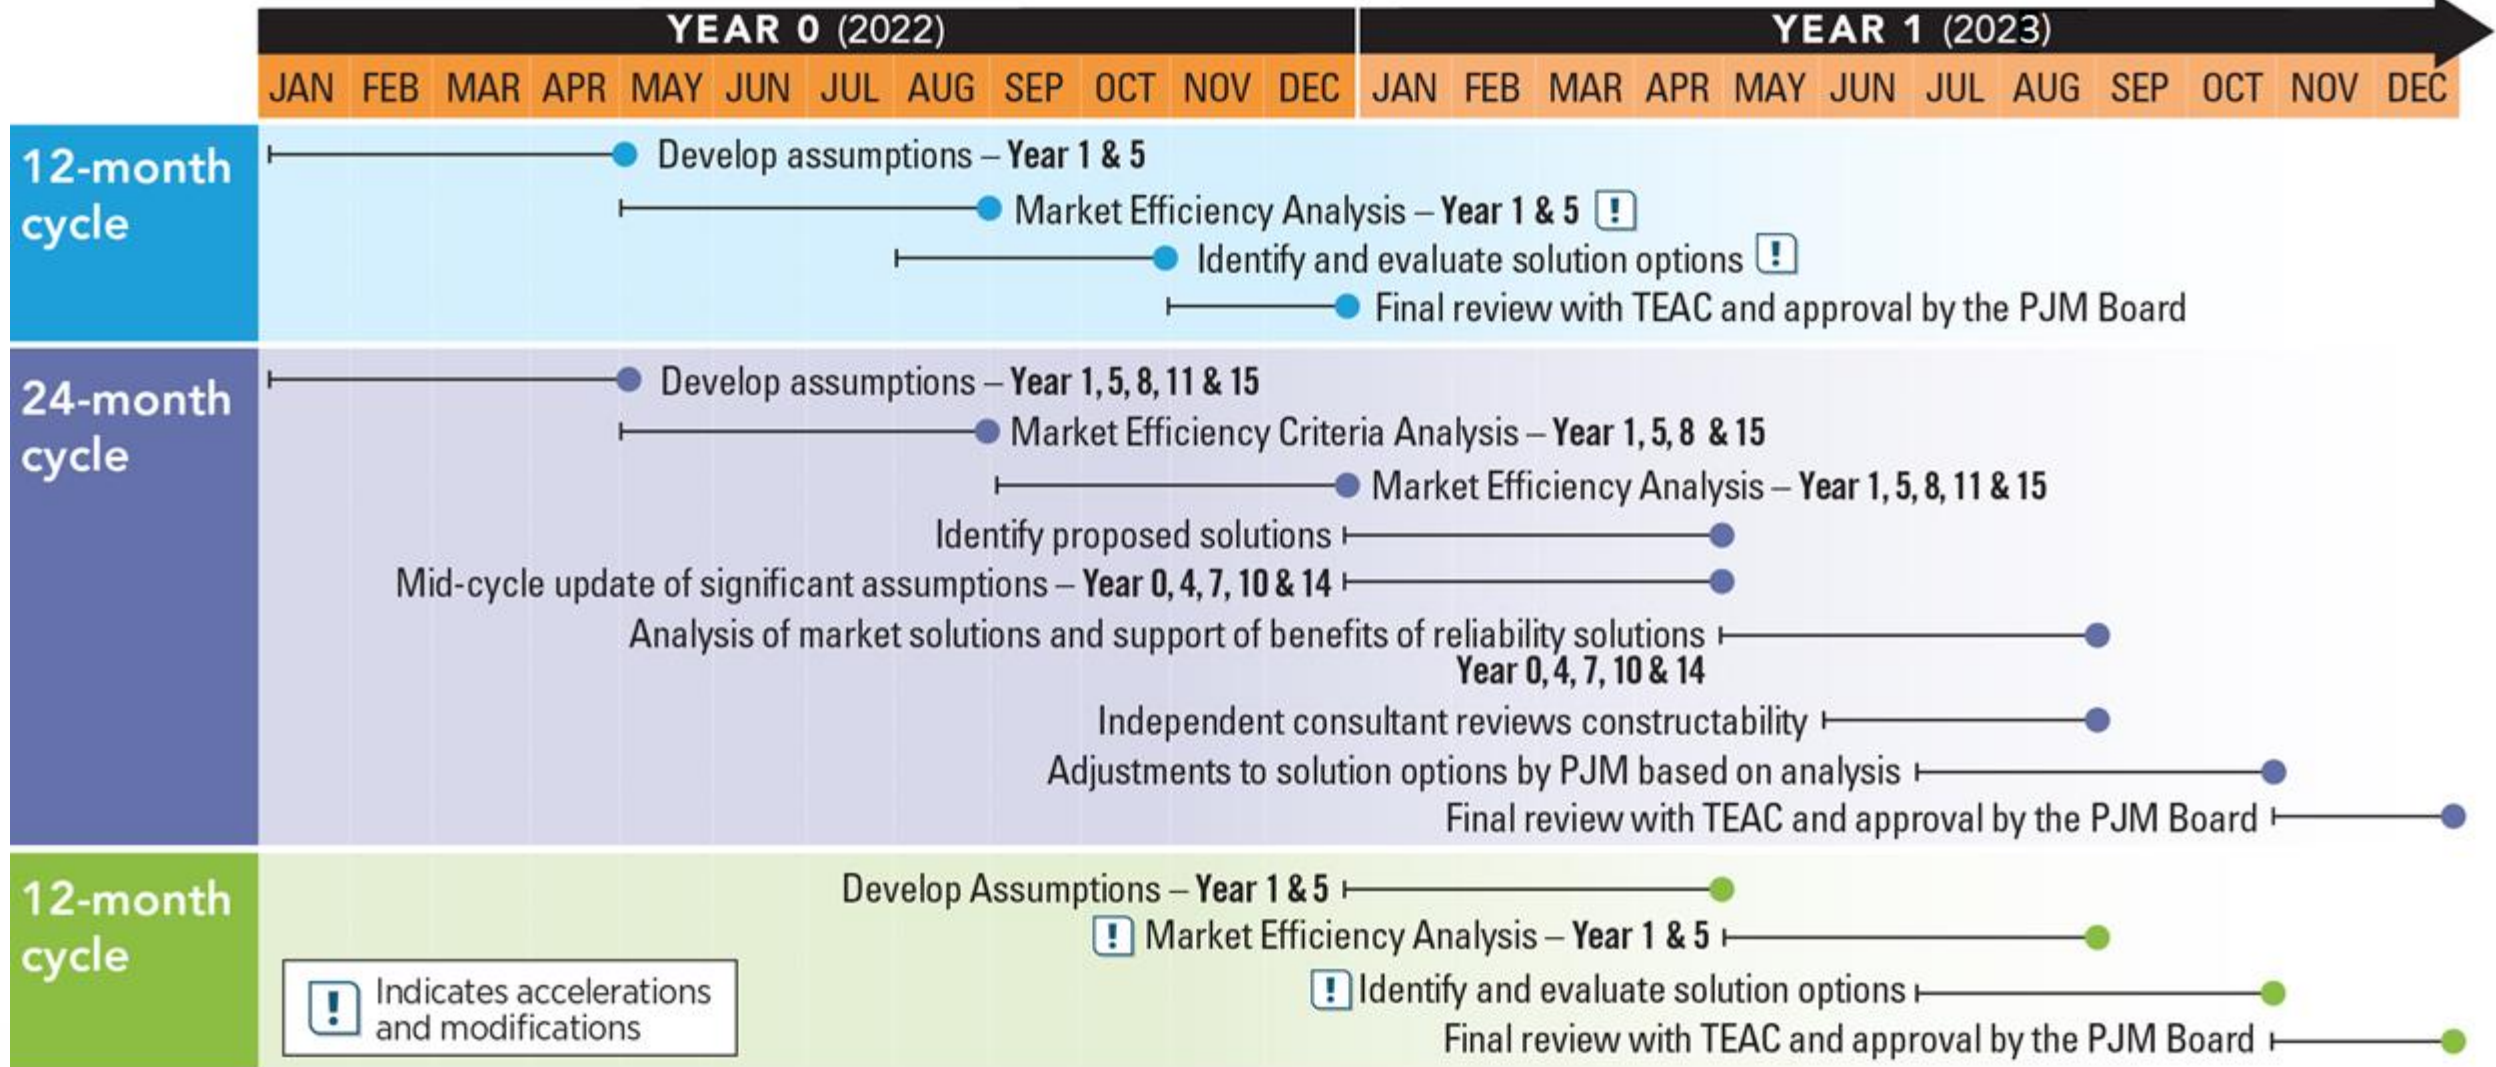 YEAR 0 (2022) YEAR 1 (2023)
JAN FEB MAR APR MAY JUN JUL AUG SEP OCT NOV DEC JAN FEB MAR APR MAY JUN JUL AUG SEP OCT NOV DEC
12-month
cycle
Develop assumptions – Year 1 & 5
Market Efficiency Analysis – Year 1 & 5 !
Identify and evaluate solution options !
Final review with TEAC and approval by the PJM Board
24-month
cycle
Develop assumptions – Year 1, 5, 8, 11 & 15
Market Efficiency Criteria Analysis – Year 1, 5, 8 & 15
Market Efficiency Analysis – Year 1, 5, 8, 11 & 15
Identify proposed solutions
Mid-cycle update of significant assumptions – Year 0, 4, 7, 10 & 14
Analysis of market solutions and support of benefits of reliability solutions
Year 0, 4, 7, 10 & 14
Independent consultant reviews constructability
Adjustments to solution options by PJM based on analysis
Final review with TEAC and approval by the PJM Board
12-month
cycle
Develop Assumptions – Year 1 & 5
! Market Efficiency Analysis – Year 1 & 5
! Identify and evaluate solution options
Final review with TEAC and approval by the PJM Board
! Indicates accelerations
and modifications